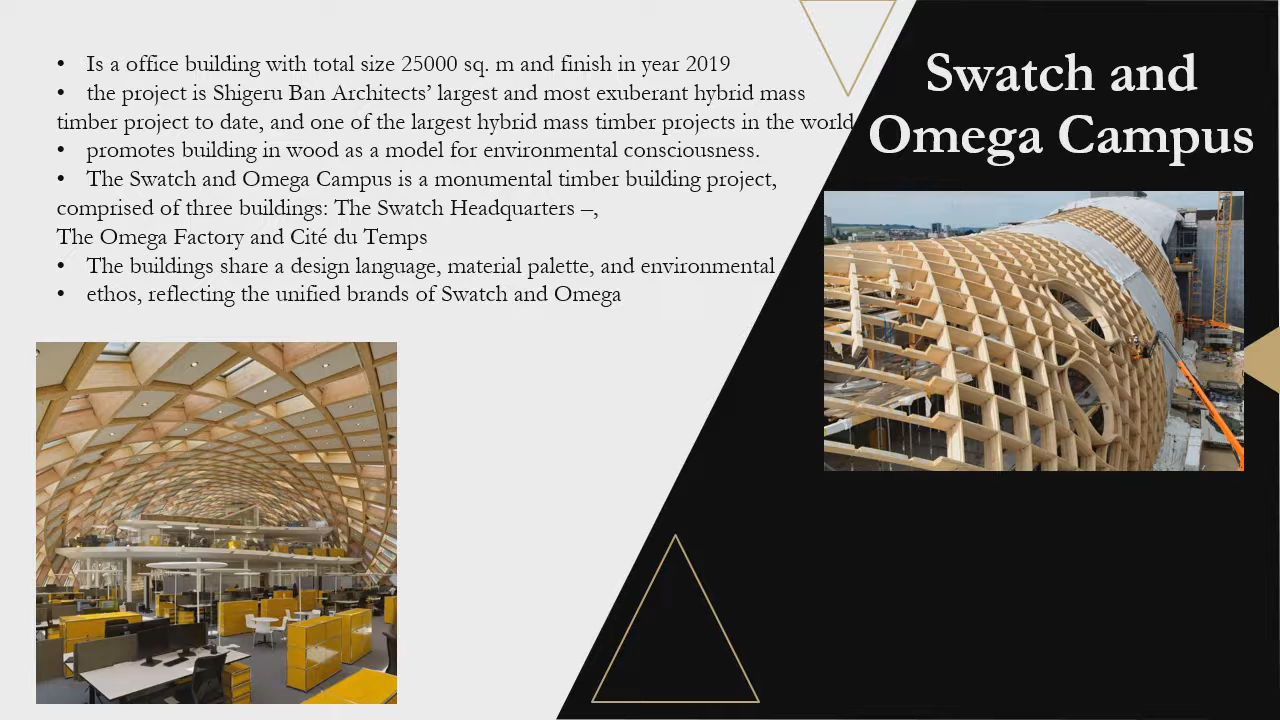 Swatch and
Omega Campus
• Is a office building with total size 25000 sq. m and finish in year 2019
• the project is Shigeru Ban Architects’ largest and most exuberant hybrid mass
timber project to date, and one of the largest hybrid mass timber projects in the world
• promotes building in wood as a model for environmental consciousness.
• The Swatch and Omega Campus is a monumental timber building project,
comprised of three buildings: The Swatch Headquarters –,
The Omega Factory and Cité du Temps
• The buildings share a design language, material palette, and environmental
• ethos, reflecting the unified brands of Swatch and Omega